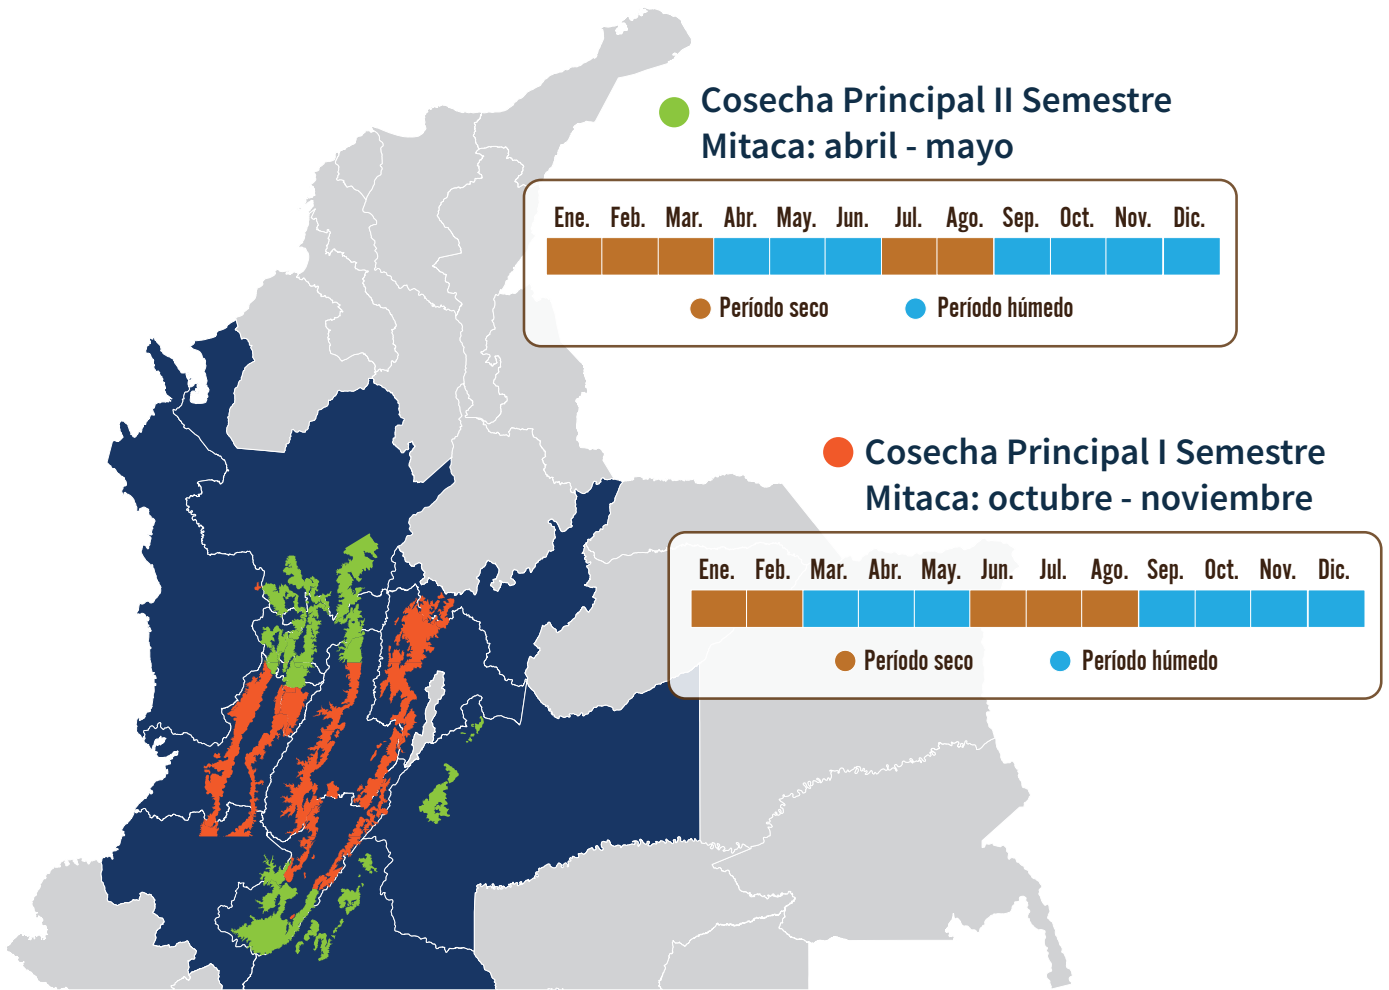 Cosecha Principal II Semestre
Mitaca: abril - mayo
Ene. Feb. Mar. Abr. May. Jun. Jul. Ago. Sep. Oct. Nov. Dic.
Período seco Período húmedo
Cosecha Principal I Semestre
Mitaca: octubre - noviembre
Ene. Feb. Mar. Abr. May. Jun. Jul. Ago. Sep. Oct. Nov. Dic.
Período seco Período húmedo